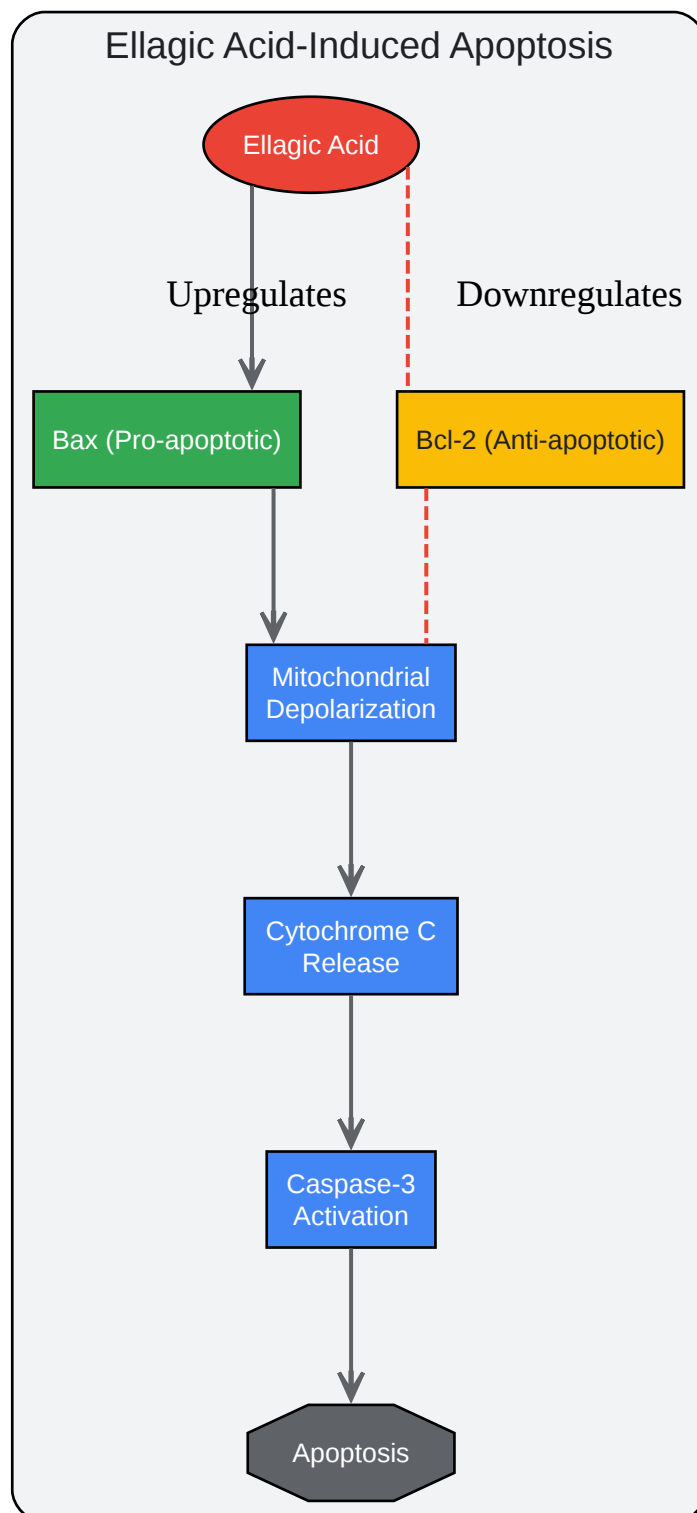 Ellagic Acid-Induced Apoptosis
Ellagic Acid
Upregulates
Downregulates
Bax (Pro-apoptotic)
Bcl-2 (Anti-apoptotic)
Mitochondrial
Depolarization
Cytochrome C
Release
Caspase-3
Activation
Apoptosis